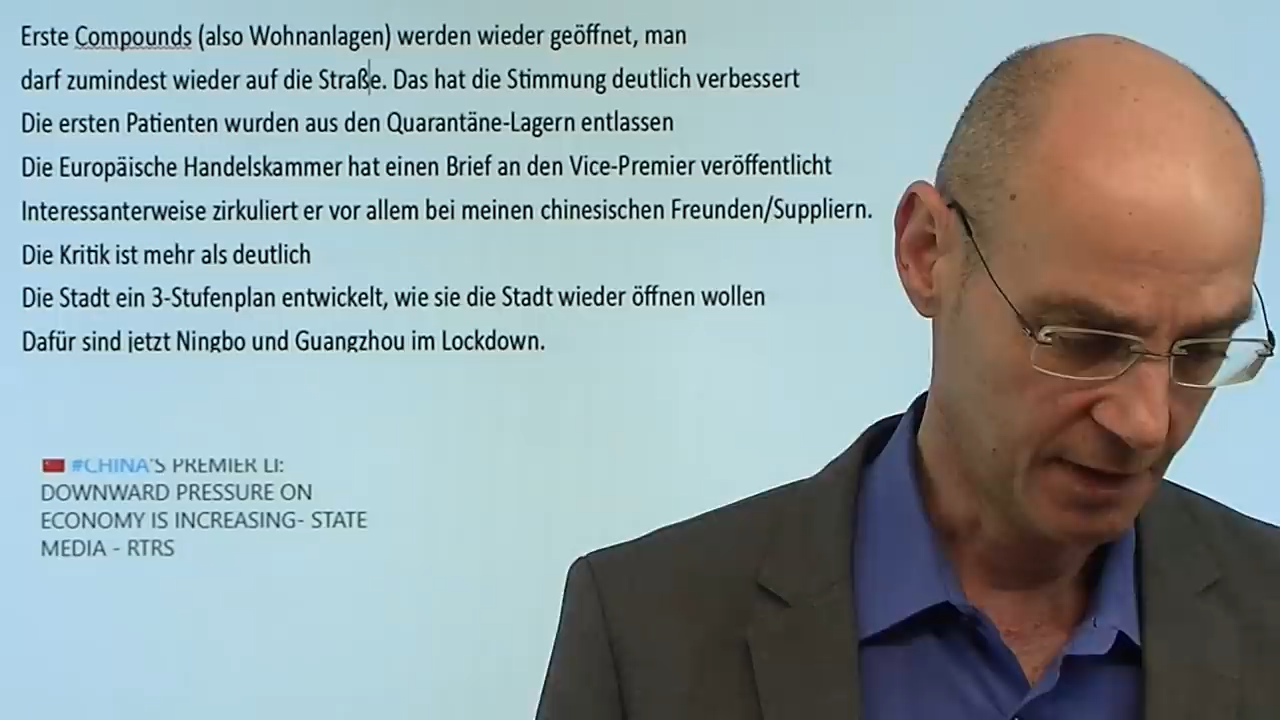 Erste Compounds (also Wohnanlagen) werden wieder geöffnet, man
darf zumindest wieder auf die Straße. Das hat die Stimmung deutlich verbessert
Die ersten Patienten wurden aus den Quarantäne-Lagern entlassen
Die Europäische Handelskammer hat einen Brief an den Vice-Premier veröffentlicht
Interessanterweise zirkuliert er vor allem bei meinen chinesischen Freunden/Suppliern.
Die Kritik ist mehr als deutlich
Die Stadt ein 3-Stufenplan entwickelt, wie sie die Stadt wieder öffnen wollen
Dafür sind jetzt Ningbo und Guangzhou im Lockdown.
🇨🇳 #CHINA'S PREMIER LI:
DOWNWARD PRESSURE ON
ECONOMY IS INCREASING- STATE
MEDIA - RTRS